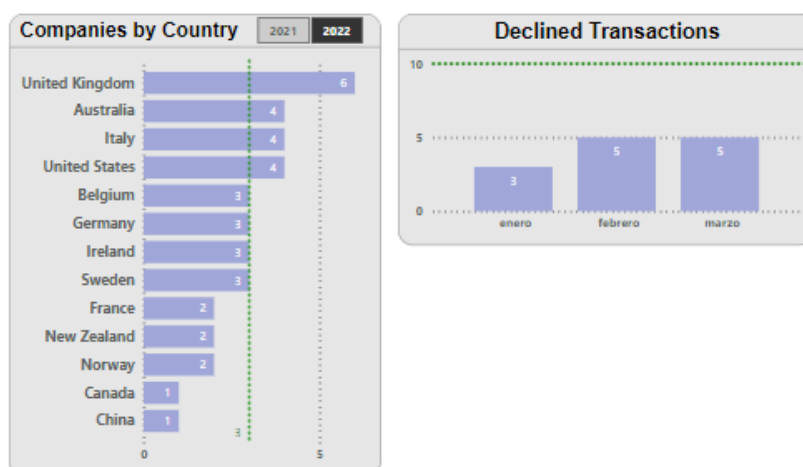 Companies by Country
2021
2022
United Kingdom 6
Australia 4
Italy 4
United States 4
Belgium 3
Germany 3
Ireland 3
Sweden 3
France 2
New Zealand 2
Norway 2
Canada 1
China 1
3
0 5
Declined Transactions
10
5
0
3 5 5
enero febrero marzo